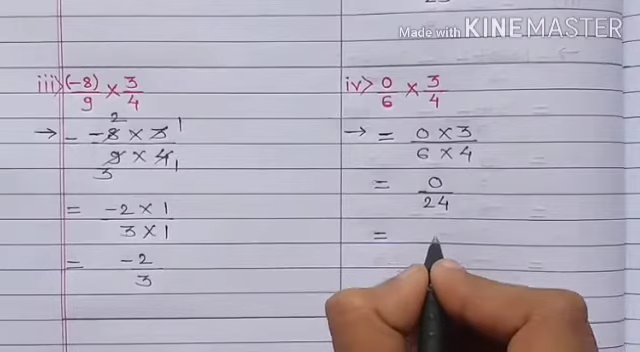 Made with KINEMASTER
iii> (-8)/9 × 3/4
→ = -8 × 3 / 9 × 4
2 1
3 1
= -2 × 1 / 3 × 1
= -2/3
iv> 0/6 × 3/4
→ = 0 × 3 / 6 × 4
= 0/24
=